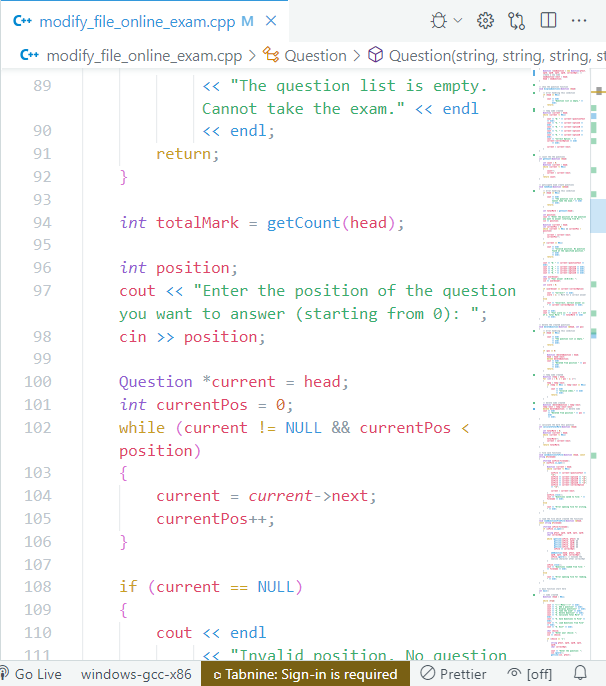 C++ modify_file_online_exam.cpp M ×
C++ modify_file_online_exam.cpp > Question > Question(string, string, string, st
89 << "The question list is empty.
Cannot take the exam." << endl
90 << endl;
91 return;
92 }
93
94 int totalMark = getCount(head);
95
96 int position;
97 cout << "Enter the position of the question
you want to answer (starting from 0): ";
98 cin >> position;
99
100 Question *current = head;
101 int currentPos = 0;
102 while (current != NULL && currentPos <
position)
103 {
104 current = current->next;
105 currentPos++;
106 }
107
108 if (current == NULL)
109 {
110 cout << endl
111 << "Invalid position. No question
Go Live windows-gcc-x86 Tabnine: Sign-in is required Prettier [off]